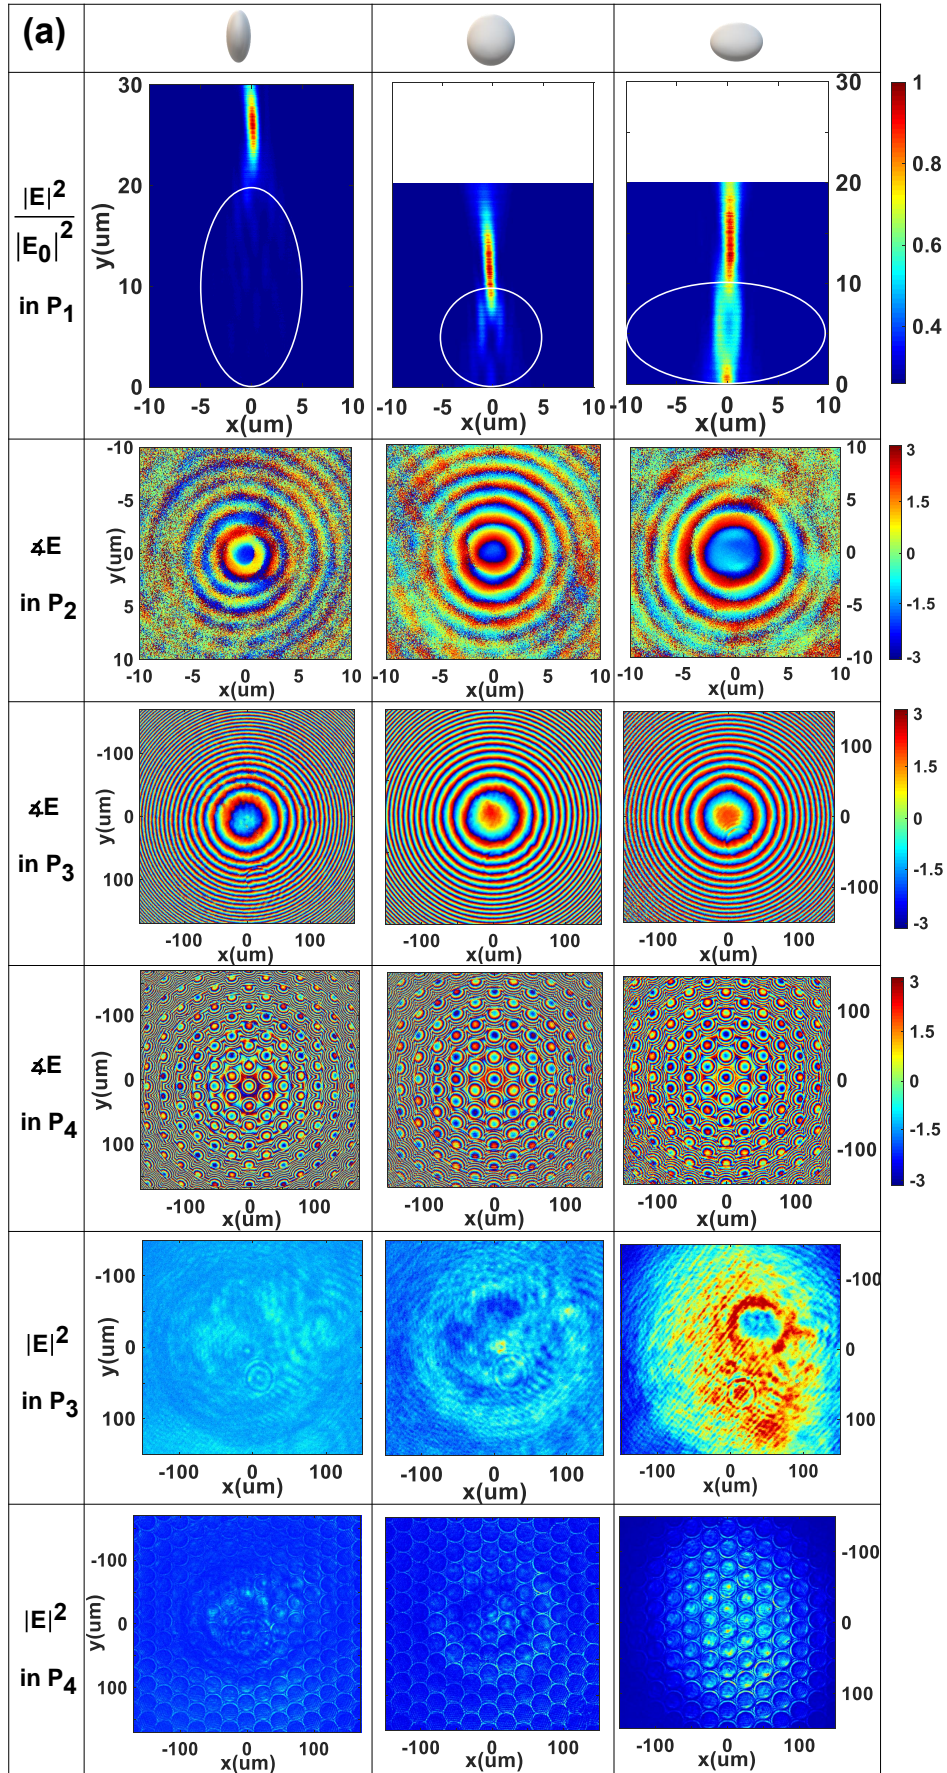 (a)
|E|²
|E₀|²
in P₁
y(um)
30
20
10
0
-10 -5 0 5 10
x(um)
-10 -5 0 5 10
x(um)
30
20
10
0
-10 -5 0 5 10
x(um)
1
0.8
0.6
0.4
∡E
in P₂
y(um)
-10
-5
0
5
10
-10 -5 0 5 10
x(um)
-10 -5 0 5 10
x(um)
10
5
0
-5
-10
-10 -5 0 5 10
x(um)
3
1.5
0
-1.5
-3
∡E
in P₃
y(um)
-100
0
100
-100 0 100
x(um)
-100 0 100
x(um)
100
0
-100
-100 0 100
x(um)
3
1.5
0
-1.5
-3
∡E
in P₄
y(um)
-100
0
100
-100 0 100
x(um)
-100 0 100
x(um)
100
0
-100
-100 0 100
x(um)
3
1.5
0
-1.5
-3
|E|²
in P₃
y(um)
-100
0
100
-100 0 100
x(um)
-100 0 100
x(um)
-100
0
100
-100 0 100
x(um)
|E|²
in P₄
y(um)
-100
0
100
-100 0 100
x(um)
-100 0 100
x(um)
-100
0
100
-100 0 100
x(um)